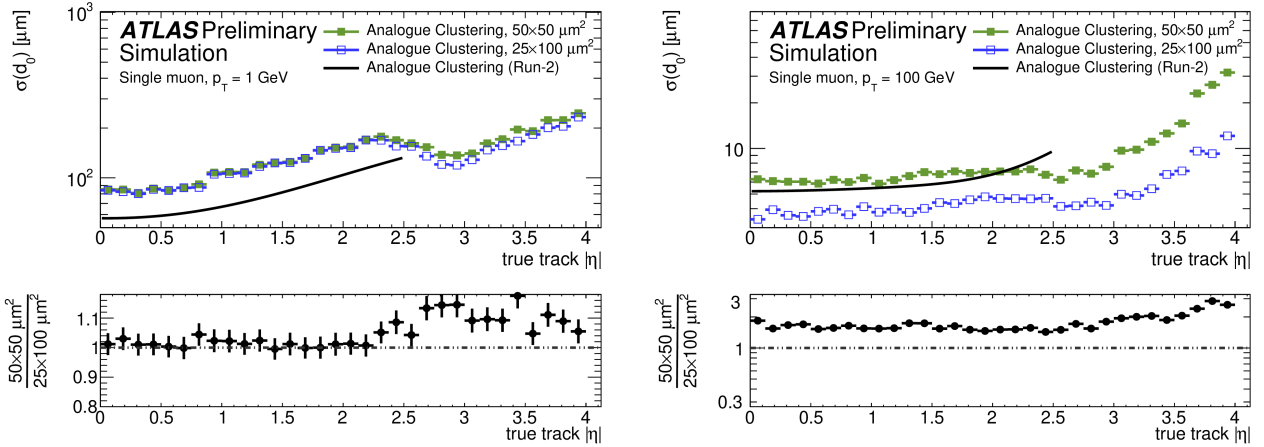 σ(d₀) [μm]
10³
10²
ATLAS Preliminary
Simulation
Single muon, p_T = 1 GeV
Analogue Clustering, 50×50 μm²
Analogue Clustering, 25×100 μm²
Analogue Clustering (Run-2)
0 0.5 1 1.5 2 2.5 3 3.5 4
true track |η|
50×50 μm²
25×100 μm²
1.1
1
0.9
0.8
0 0.5 1 1.5 2 2.5 3 3.5 4
true track |η|
σ(d₀) [μm]
10
ATLAS Preliminary
Simulation
Single muon, p_T = 100 GeV
Analogue Clustering, 50×50 μm²
Analogue Clustering, 25×100 μm²
Analogue Clustering (Run-2)
0 0.5 1 1.5 2 2.5 3 3.5 4
true track |η|
50×50 μm²
25×100 μm²
3
1
0.3
0 0.5 1 1.5 2 2.5 3 3.5 4
true track |η|